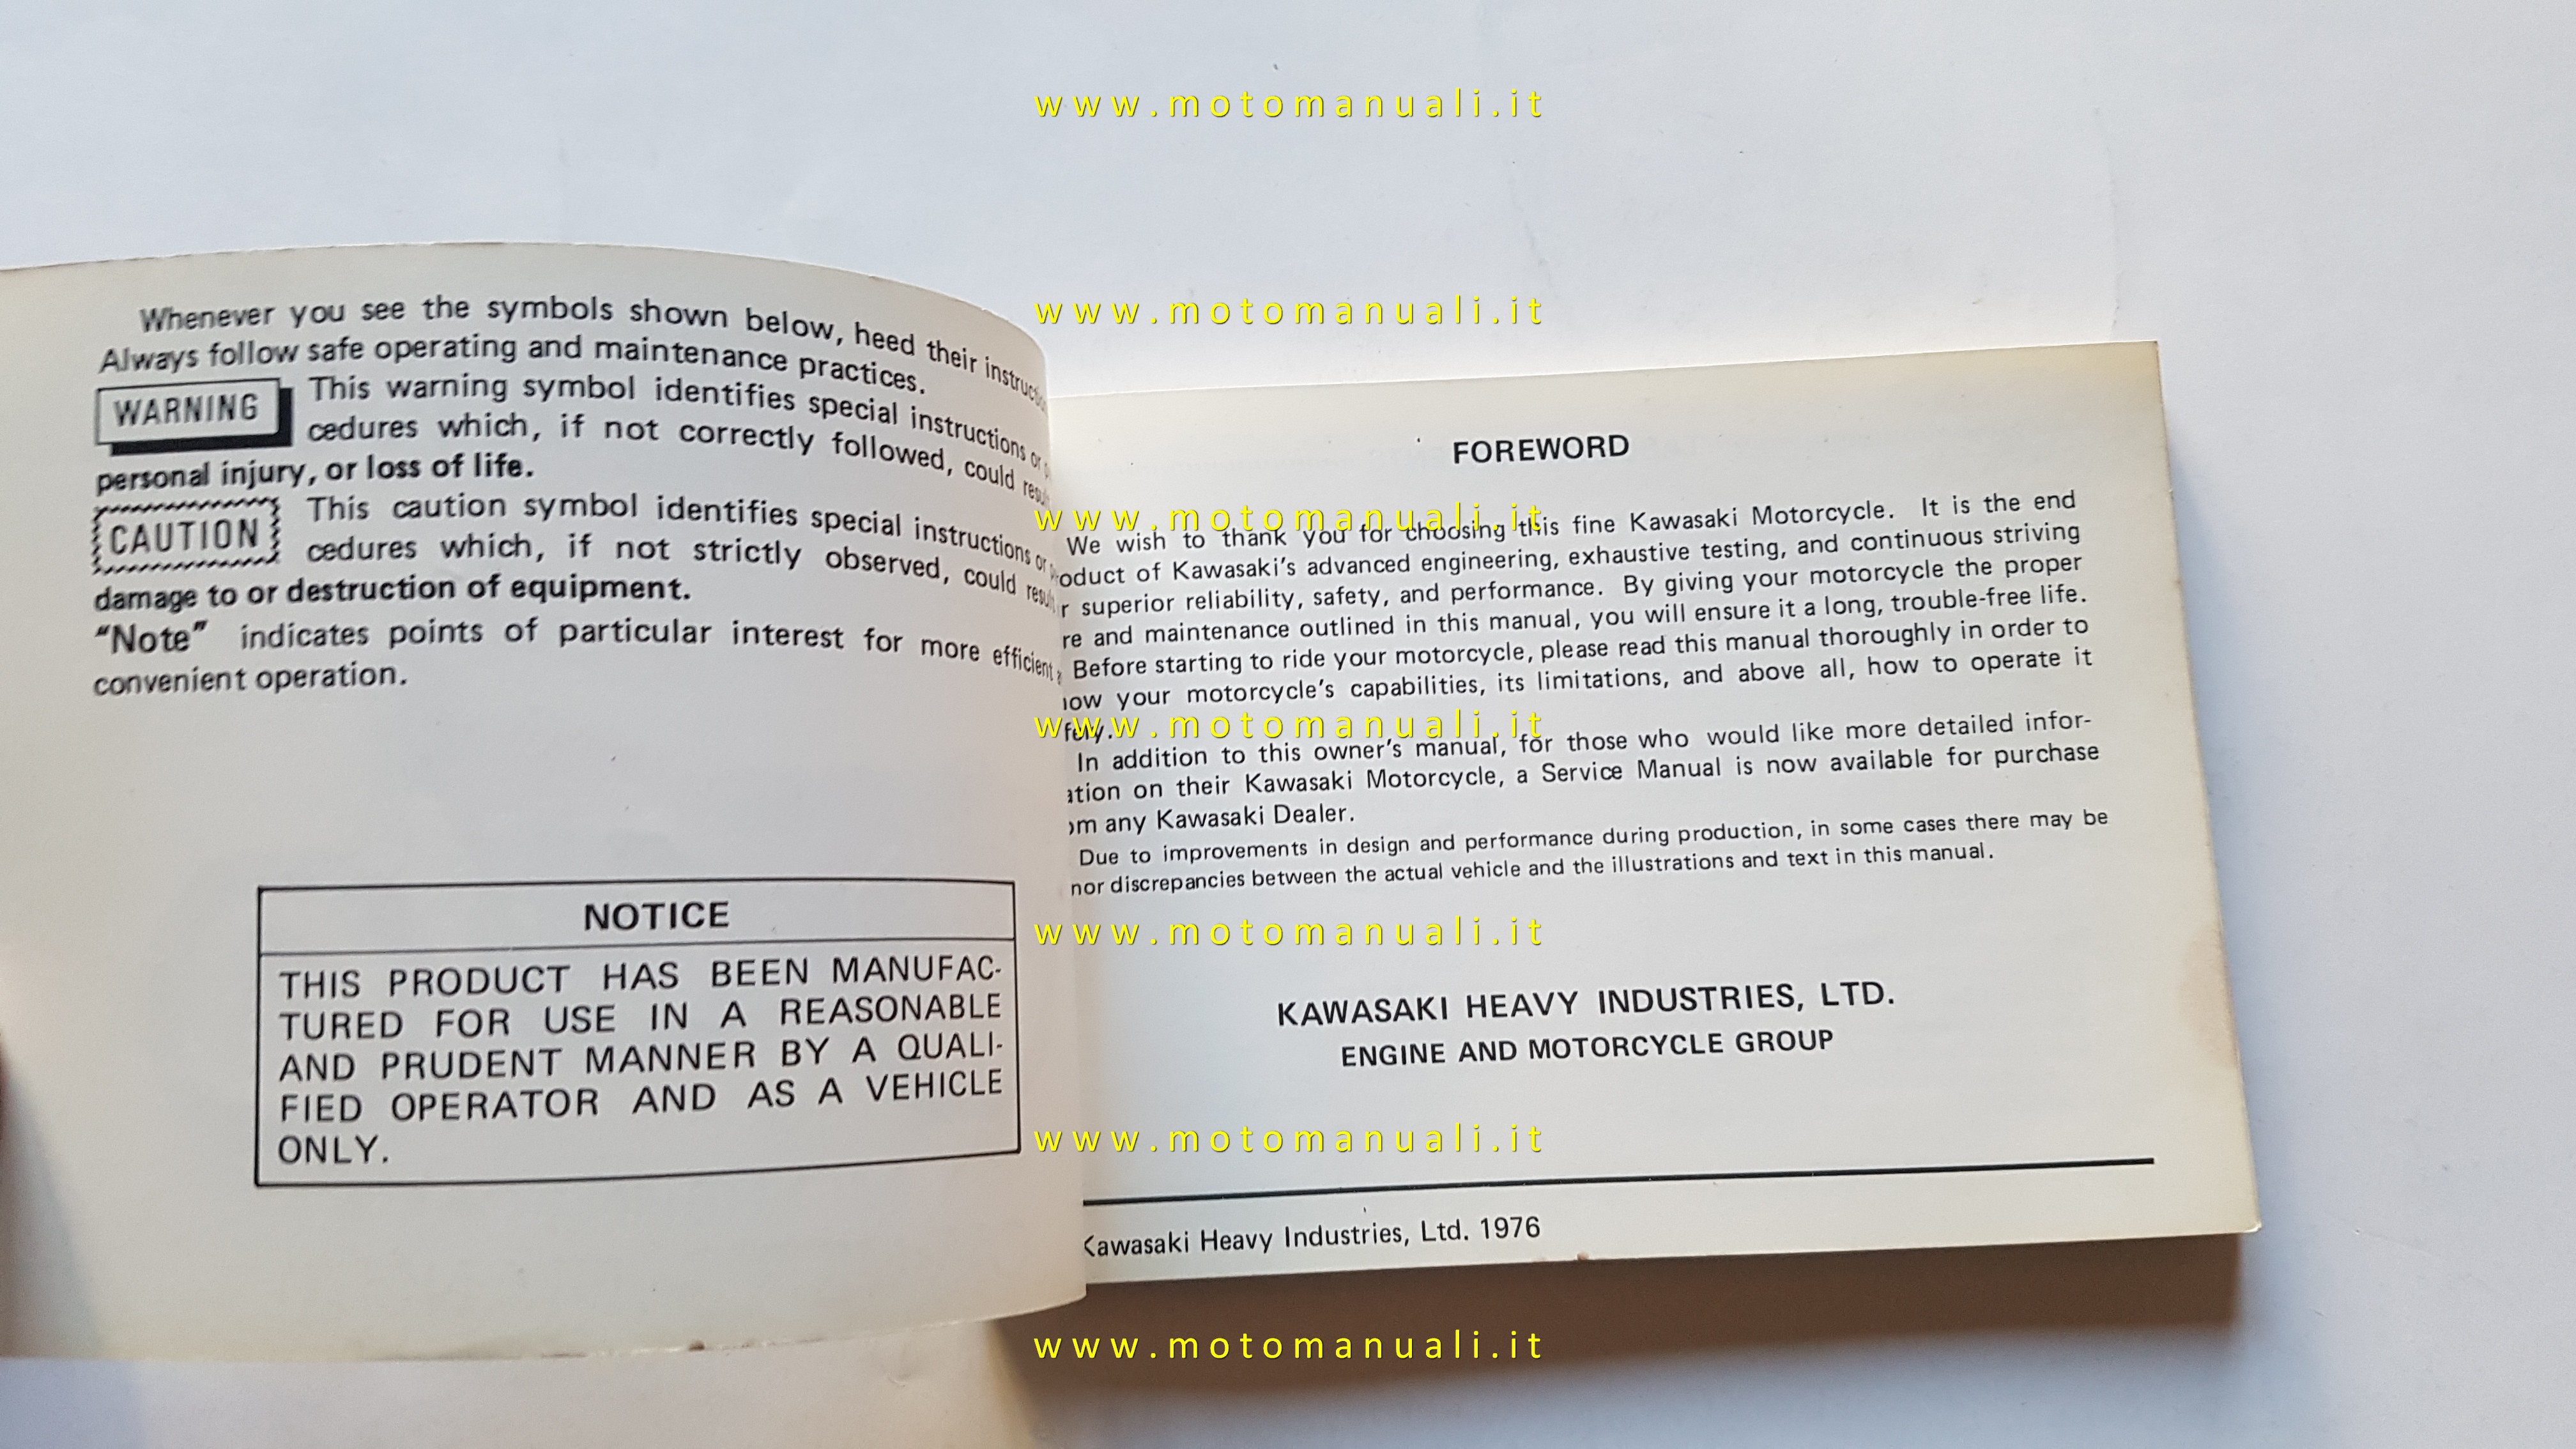 Whenever you see the symbols shown below, heed their
Always follow safe operating and maintenance practices.
WARNING
This warning symbol identifies special instructions or
cedures which, if not correctly followed, could
personal injury, or loss of life.
CAUTION
This caution symbol identifies special instructions or
cedures which, if not strictly observed, could
damage to or destruction of equipment.
"Note" indicates points of particular interest for more efficient
convenient operation.
NOTICE
THIS PRODUCT HAS BEEN MANUFAC-
TURED FOR USE IN A REASONABLE
AND PRUDENT MANNER BY A QUALI-
FIED OPERATOR AND AS A VEHICLE
ONLY.
FOREWORD
We wish to thank you for choosing this fine Kawasaki Motorcycle. It is the end
oduct of Kawasaki's advanced engineering, exhaustive testing, and continuous striving
r superior reliability, safety, and performance. By giving your motorcycle the proper
re and maintenance outlined in this manual, you will ensure it a long, trouble-free life.
Before starting to ride your motorcycle, please read this manual thoroughly in order to
ow your motorcycle's capabilities, its limitations, and above all, how to operate it
fely.
In addition to this owner's manual, for those who would like more detailed infor-
ation on their Kawasaki Motorcycle, a Service Manual is now available for purchase
om any Kawasaki Dealer.
Due to improvements in design and performance during production, in some cases there may be
nor discrepancies between the actual vehicle and the illustrations and text in this manual.
KAWASAKI HEAVY INDUSTRIES, LTD.
ENGINE AND MOTORCYCLE GROUP
Kawasaki Heavy Industries, Ltd. 1976
www.motomanuali.it
www.motomanuali.it
www.motomanuali.it
www.motomanuali.it
www.motomanuali.it
www.motomanuali.it
www.motomanuali.it